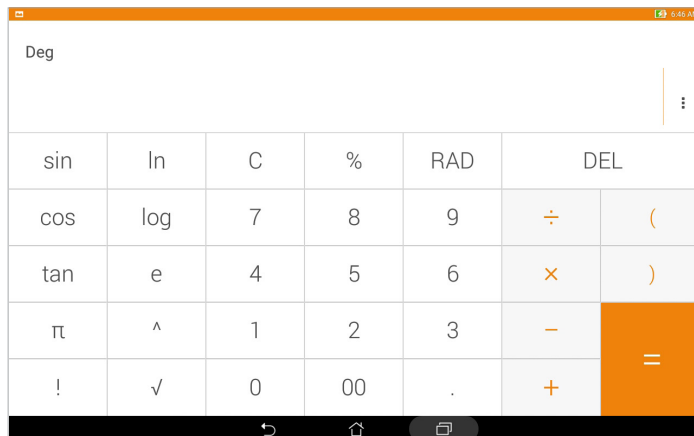 6:46 A
Deg
sin ln C % RAD DEL
cos log 7 8 9 ÷ (
tan e 4 5 6 × )
π ^ 1 2 3 − =
! √ 0 00 . +